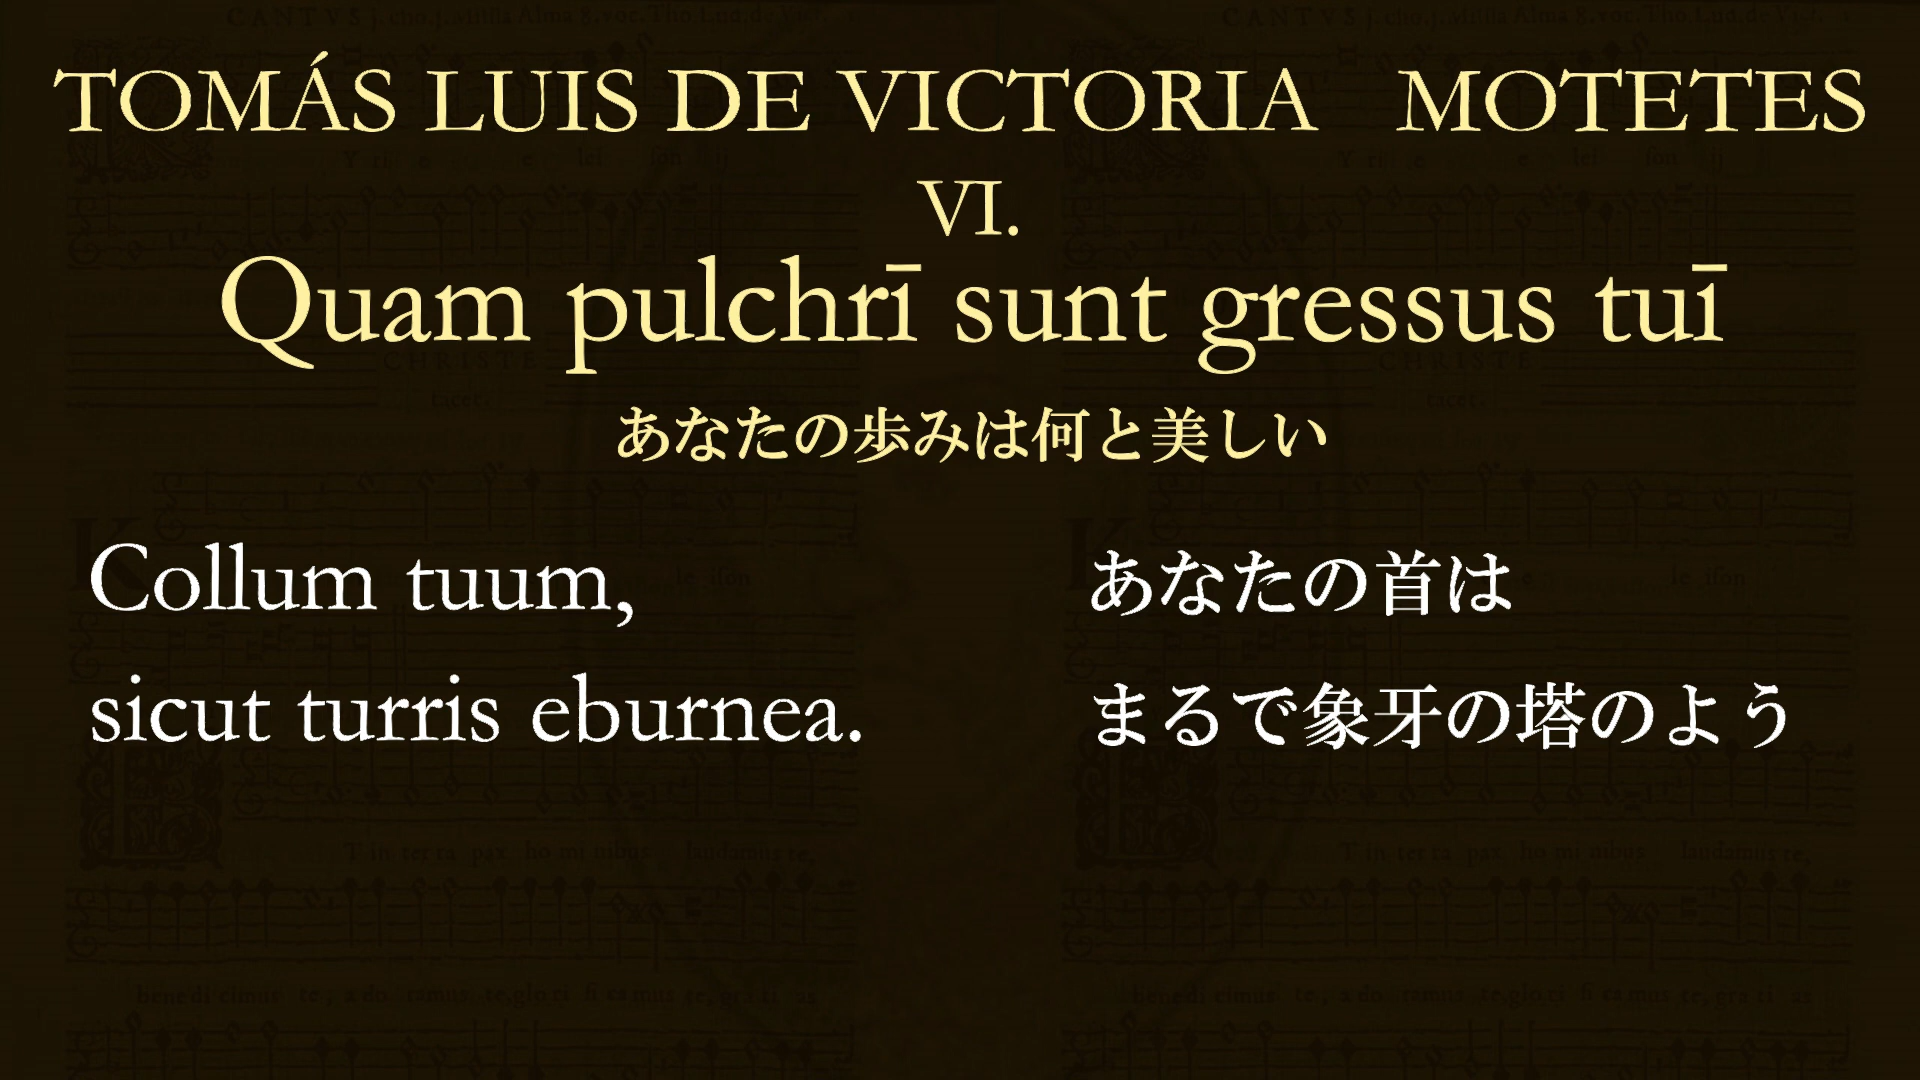 TOMÁS LUIS DE VICTORIA MOTETES
VI.
Quam pulchrī sunt gressus tuī
あなたの歩みは何と美しい
Collum tuum,
sicut turris eburnea.
あなたの首は
まるで象牙の塔のよう